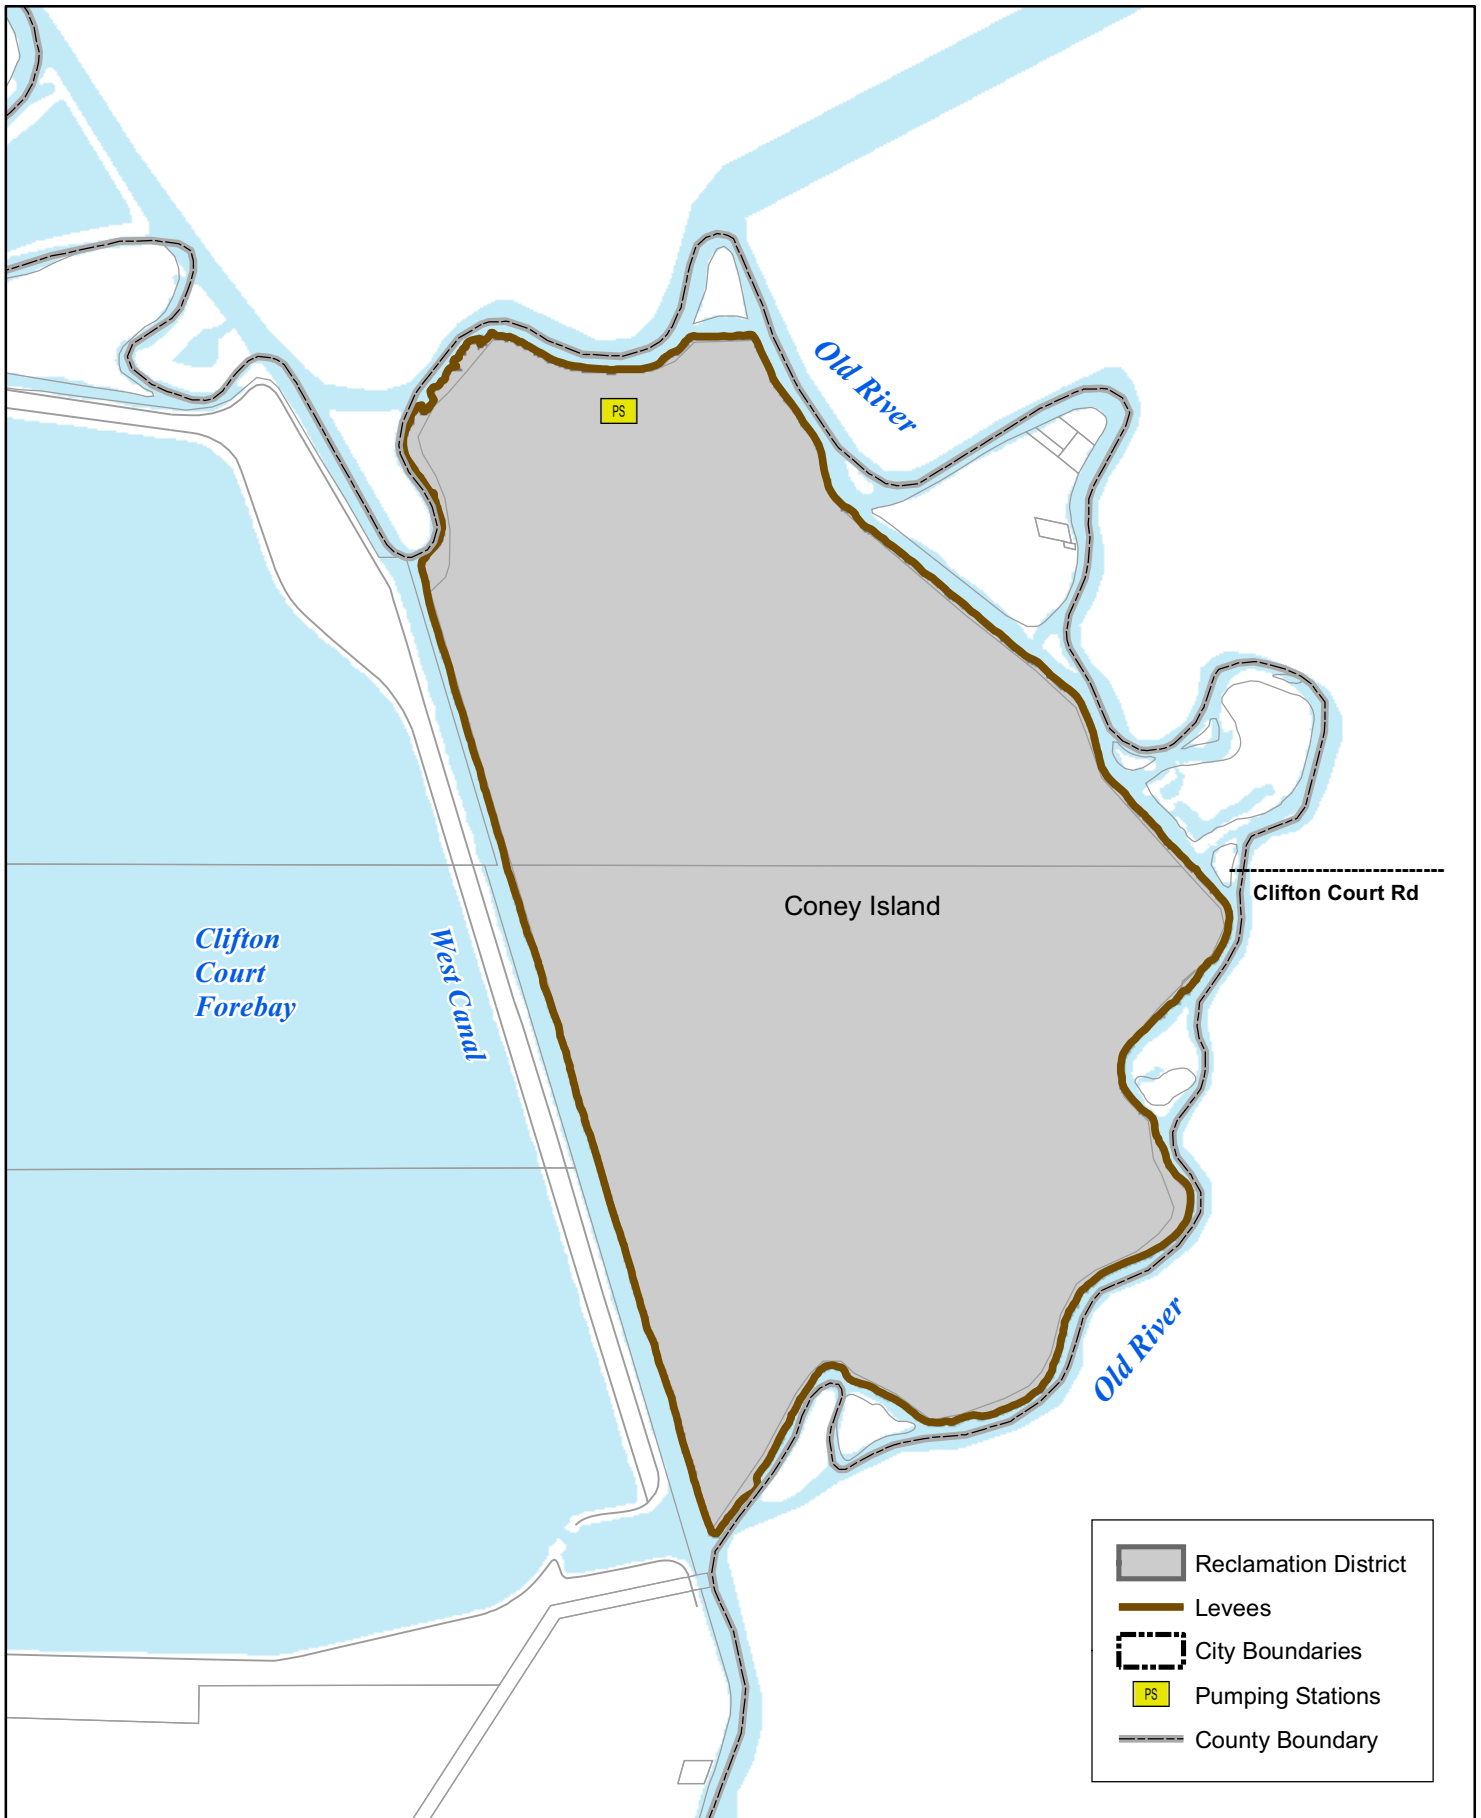 Old River
PS
Coney Island
Clifton Court Rd
Clifton
Court
Forebay
West Canal
Old River
Reclamation District
Levees
City Boundaries
PS
Pumping Stations
County Boundary